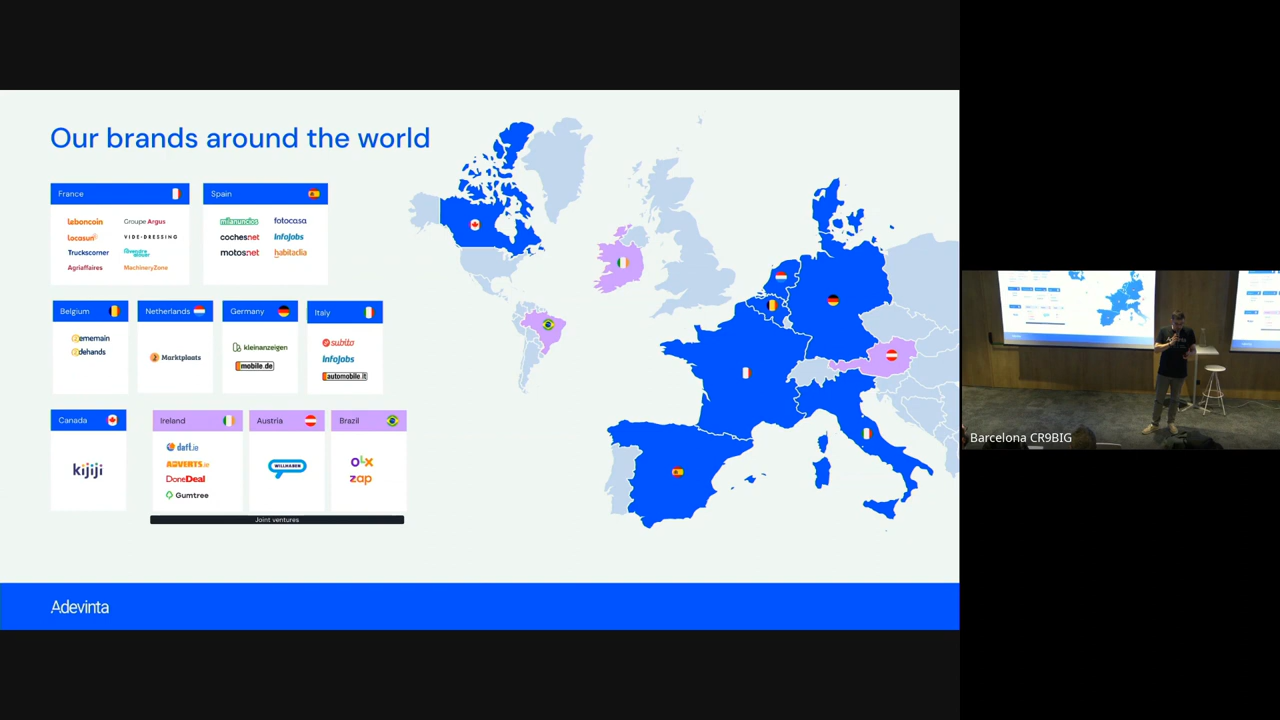 Our brands around the world
France
leboncoin
Groupe Argus
locasun
VIDE-DRESSING
Truckscorner
Agriaffaires
MachineryZone
Spain
milanuncios
fotocasa
coches.net
InfoJobs
motos.net
habitaclia
Belgium
2ememain
2dehands
Netherlands
Marktplaats
Germany
kleinanzeigen
mobile.de
Italy
subito
InfoJobs
automobile.it
Canada
kijiji
Ireland
daft.ie
ADVERTS.ie
DoneDeal
Gumtree
Austria
WILLHABEN
Brazil
OLX
zap
Joint ventures
Adevinta
Barcelona CR9BIG